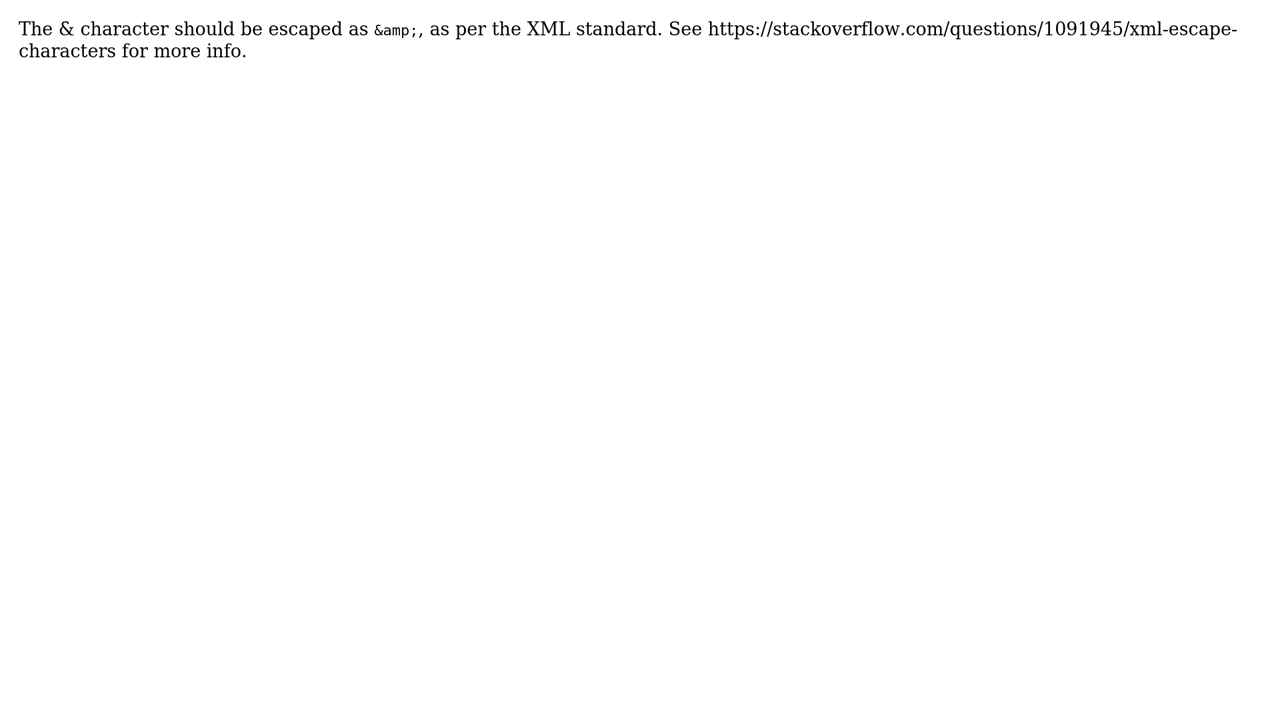 The & character should be escaped as &amp;, as per the XML standard. See https://stackoverflow.com/questions/1091945/xml-escape-
characters for more info.